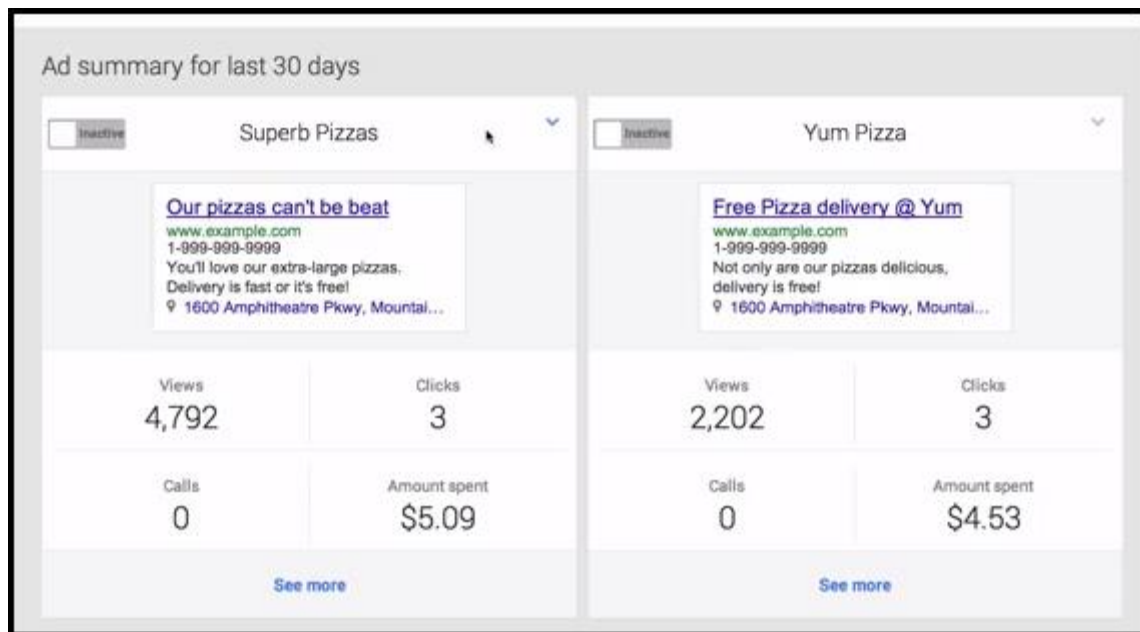 Ad summary for last 30 days
Inactive
Superb Pizzas
Our pizzas can't be beat
www.example.com
1-999-999-9999
You'll love our extra-large pizzas.
Delivery is fast or it's free!
1600 Amphitheatre Pkwy, Mountai...
Views
Clicks
4,792
3
Calls
Amount spent
0
$5.09
See more
Inactive
Yum Pizza
Free Pizza delivery @ Yum
www.example.com
1-999-999-9999
Not only are our pizzas delicious,
delivery is free!
1600 Amphitheatre Pkwy, Mountai...
Views
Clicks
2,202
3
Calls
Amount spent
0
$4.53
See more